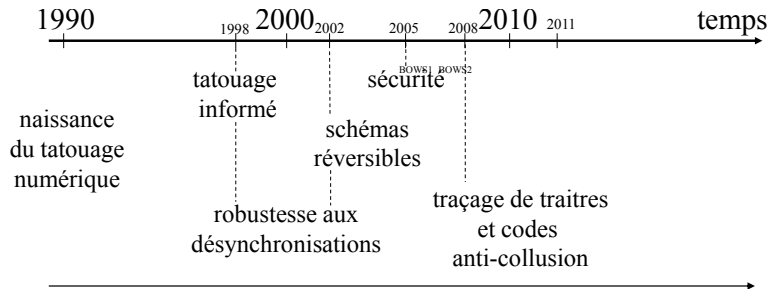 1990 1998 2000 2002 2005 2008 2010 2011 temps
BOWS1 BOWS2
tatouage
informé
sécurité
naissance
du tatouage
numérique
schémas
réversibles
robustesse aux
désynchronisations
traçage de traitres
et codes
anti-collusion